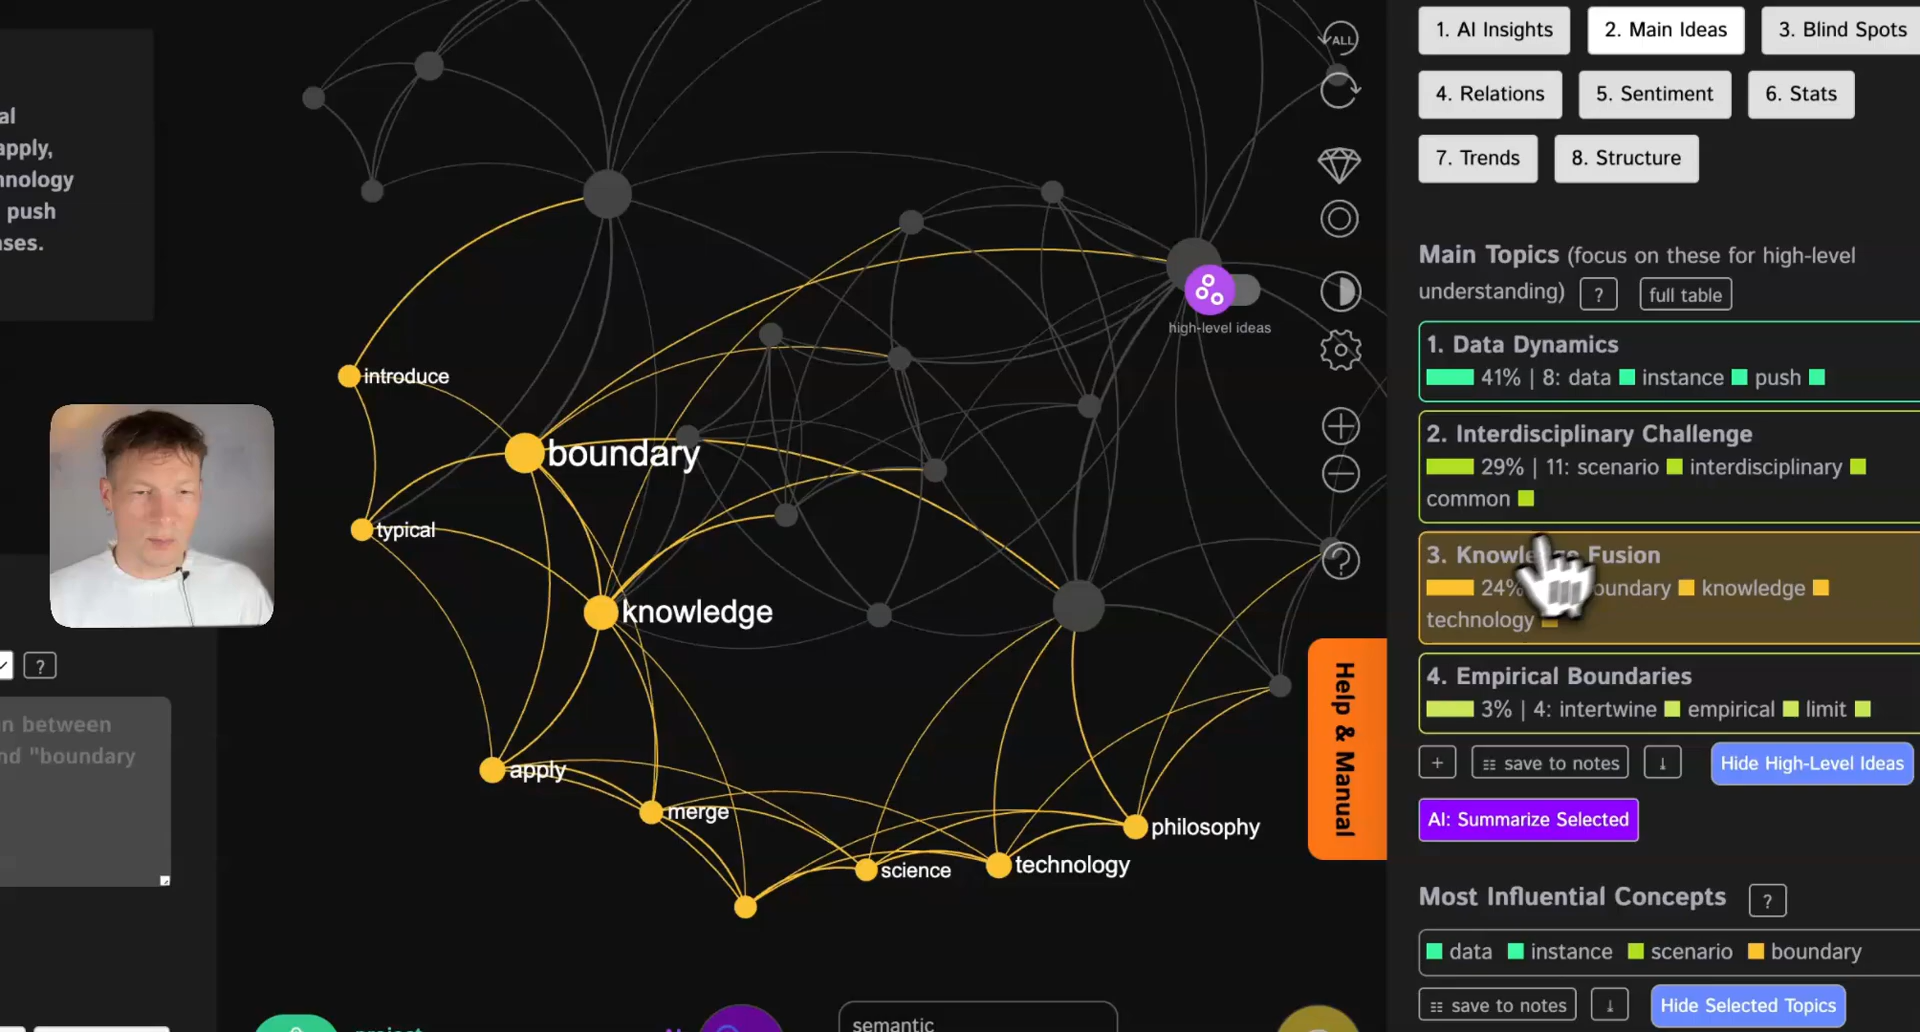 al
apply,
nology
push
ses.
?
n between
nd "boundary
introduce
boundary
typical
knowledge
apply
merge
science
technology
philosophy
ALL
high-level ideas
?
Help & Manual
semantic
1. AI Insights
2. Main Ideas
3. Blind Spots
4. Relations
5. Sentiment
6. Stats
7. Trends
8. Structure
Main Topics (focus on these for high-level
understanding) ? full table
1. Data Dynamics
41% | 8: data instance push
2. Interdisciplinary Challenge
29% | 11: scenario interdisciplinary
common
3. Knowle Fusion
24% oundary knowledge
technology
4. Empirical Boundaries
3% | 4: intertwine empirical limit
+ save to notes ↓ Hide High-Level Ideas
AI: Summarize Selected
Most Influential Concepts ?
data instance scenario boundary
save to notes ↓ Hide Selected Topics